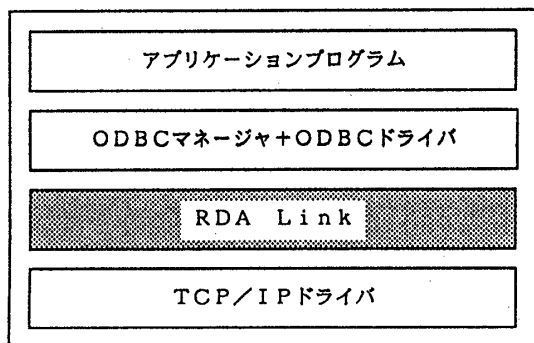 アプリケーションプログラム
ＯＤＢＣマネージャ＋ＯＤＢＣドライバ
ＲＤＡ　Ｌｉｎｋ
ＴＣＰ／ＩＰドライバ